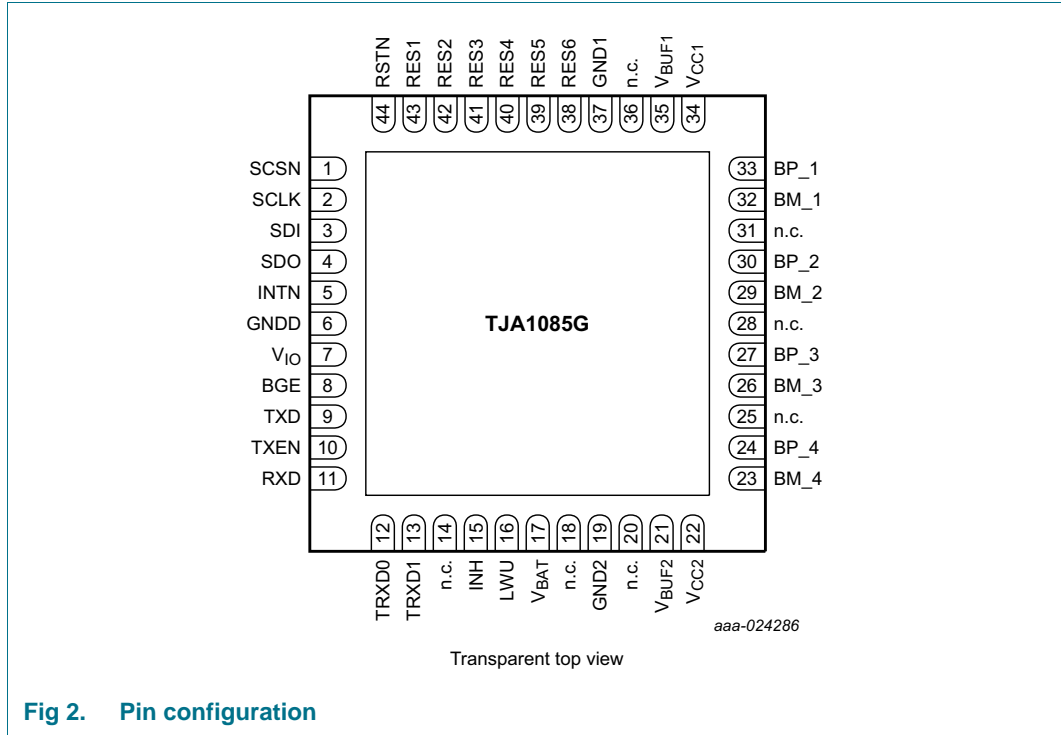 RSTN RES1 RES2 RES3 RES4 RES5 RES6 GND1 n.c. VBUF1 VCC1
44 43 42 41 40 39 38 37 36 35 34
SCSN 1 33 BP_1
SCLK 2 32 BM_1
SDI 3 31 n.c.
SDO 4 30 BP_2
INTN 5 29 BM_2
GNDD 6 TJA1085G 28 n.c.
VIO 7 27 BP_3
BGE 8 26 BM_3
TXD 9 25 n.c.
TXEN 10 24 BP_4
RXD 11 23 BM_4
12 13 14 15 16 17 18 19 20 21 22
TRXD0 TRXD1 n.c. INH LWU VBAT n.c. GND2 n.c. VBUF2 VCC2
aaa-024286
Transparent top view
Fig 2. Pin configuration